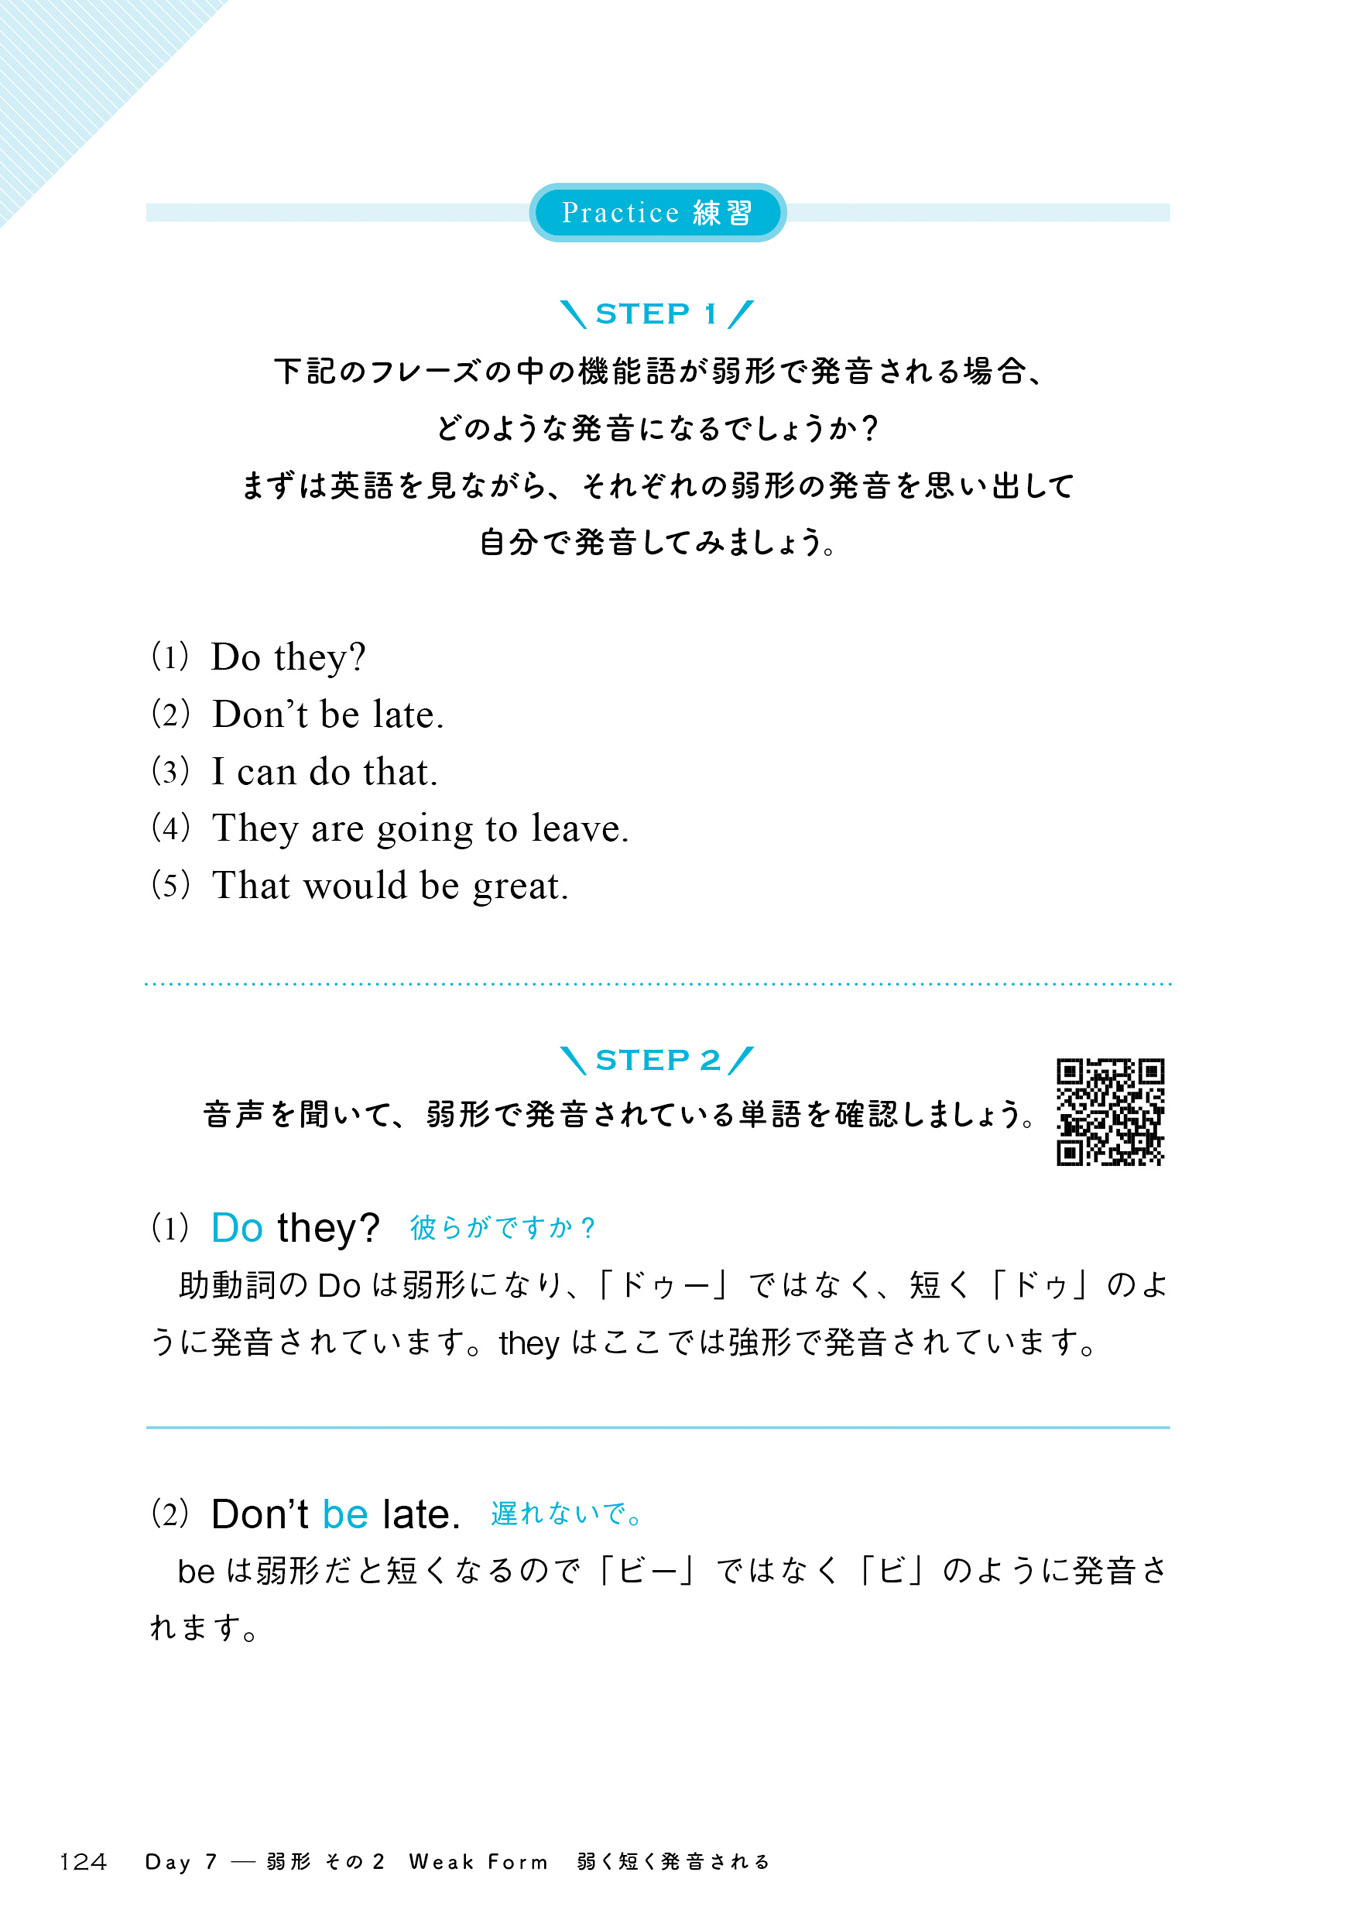 Practice 練習
STEP 1
下記のフレーズの中の機能語が弱形で発音される場合、
どのような発音になるでしょうか？
まずは英語を見ながら、それぞれの弱形の発音を思い出して
自分で発音してみましょう。
（1）Do they?
（2）Don’t be late.
（3）I can do that.
（4）They are going to leave.
（5）That would be great.
STEP 2
音声を聞いて、弱形で発音されている単語を確認しましょう。
（1）Do they? 彼らがですか？
助動詞の Do は弱形になり、「ドゥー」ではなく、短く「ドゥ」のよ
うに発音されています。they はここでは強形で発音されています。
（2）Don’t be late. 遅れないで。
be は弱形だと短くなるので「ビー」ではなく「ビ」のように発音さ
れます。
124 Day 7 — 弱形 その2 Weak Form 弱く短く発音される